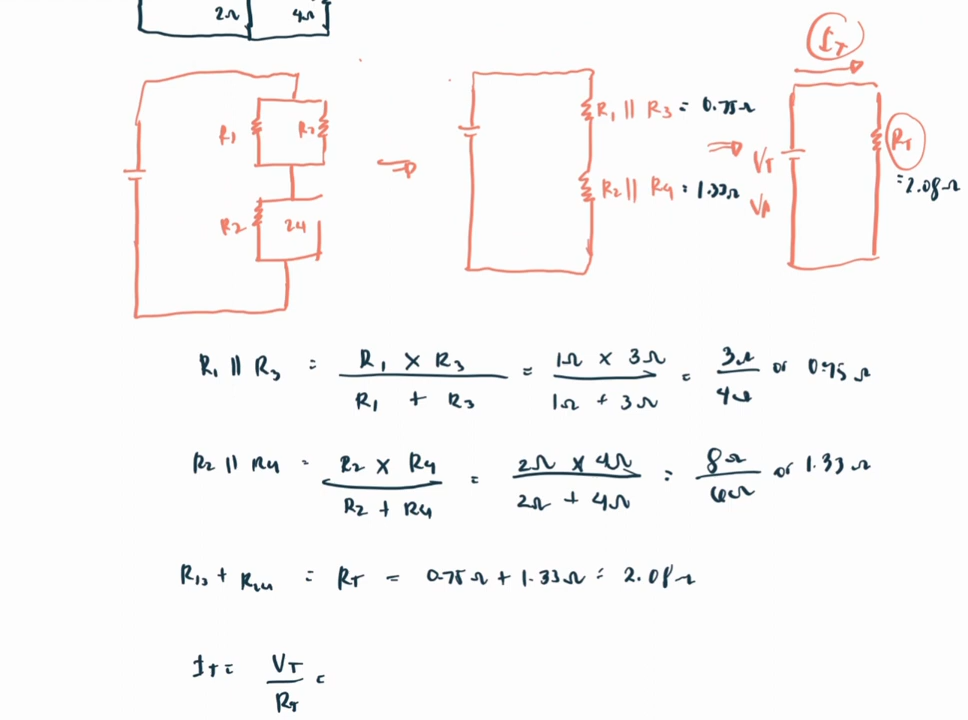 2Ω 4Ω
I_T
R₁ R₃
R₁ || R₃ = 0.75Ω
V_T R_T
= 2.08Ω
R₂ || R₄ = 1.33Ω
R₂ 24
R₁ || R₃ = R₁ × R₃ / R₁ + R₃ = 1Ω × 3Ω / 1Ω + 3Ω = 3Ω / 4Ω or 0.75Ω
R₂ || R₄ = R₂ × R₄ / R₂ + R₄ = 2Ω × 4Ω / 2Ω + 4Ω = 8Ω / 6Ω or 1.33Ω
R₁₃ + R₂₄ = R_T = 0.75Ω + 1.33Ω = 2.08Ω
I_T = V_T / R_T =